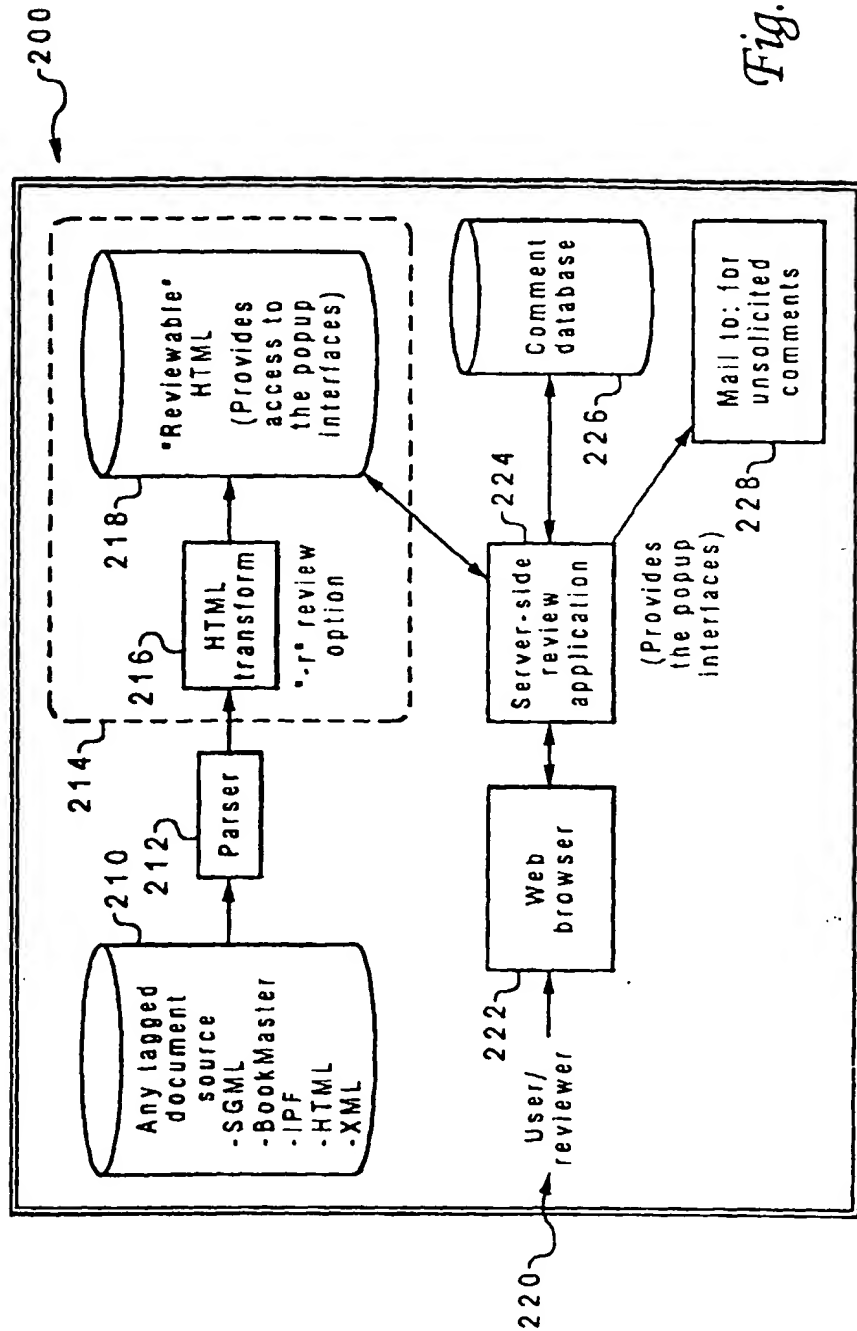 200
210
Any tagged
document
source
-SGML
-BookMaster
-IPF
-HTML
-XML
212
Parser
214
216
HTML
transform
"-r" review
option
218
"Reviewable"
HTML
(Provides
access to
the popup
interfaces)
220
User/
reviewer
222
Web
browser
224
Server-side
review
application
(Provides
the popup
interfaces)
226
Comment
database
228
Mail to: for
unsolicited
comments
Fig.